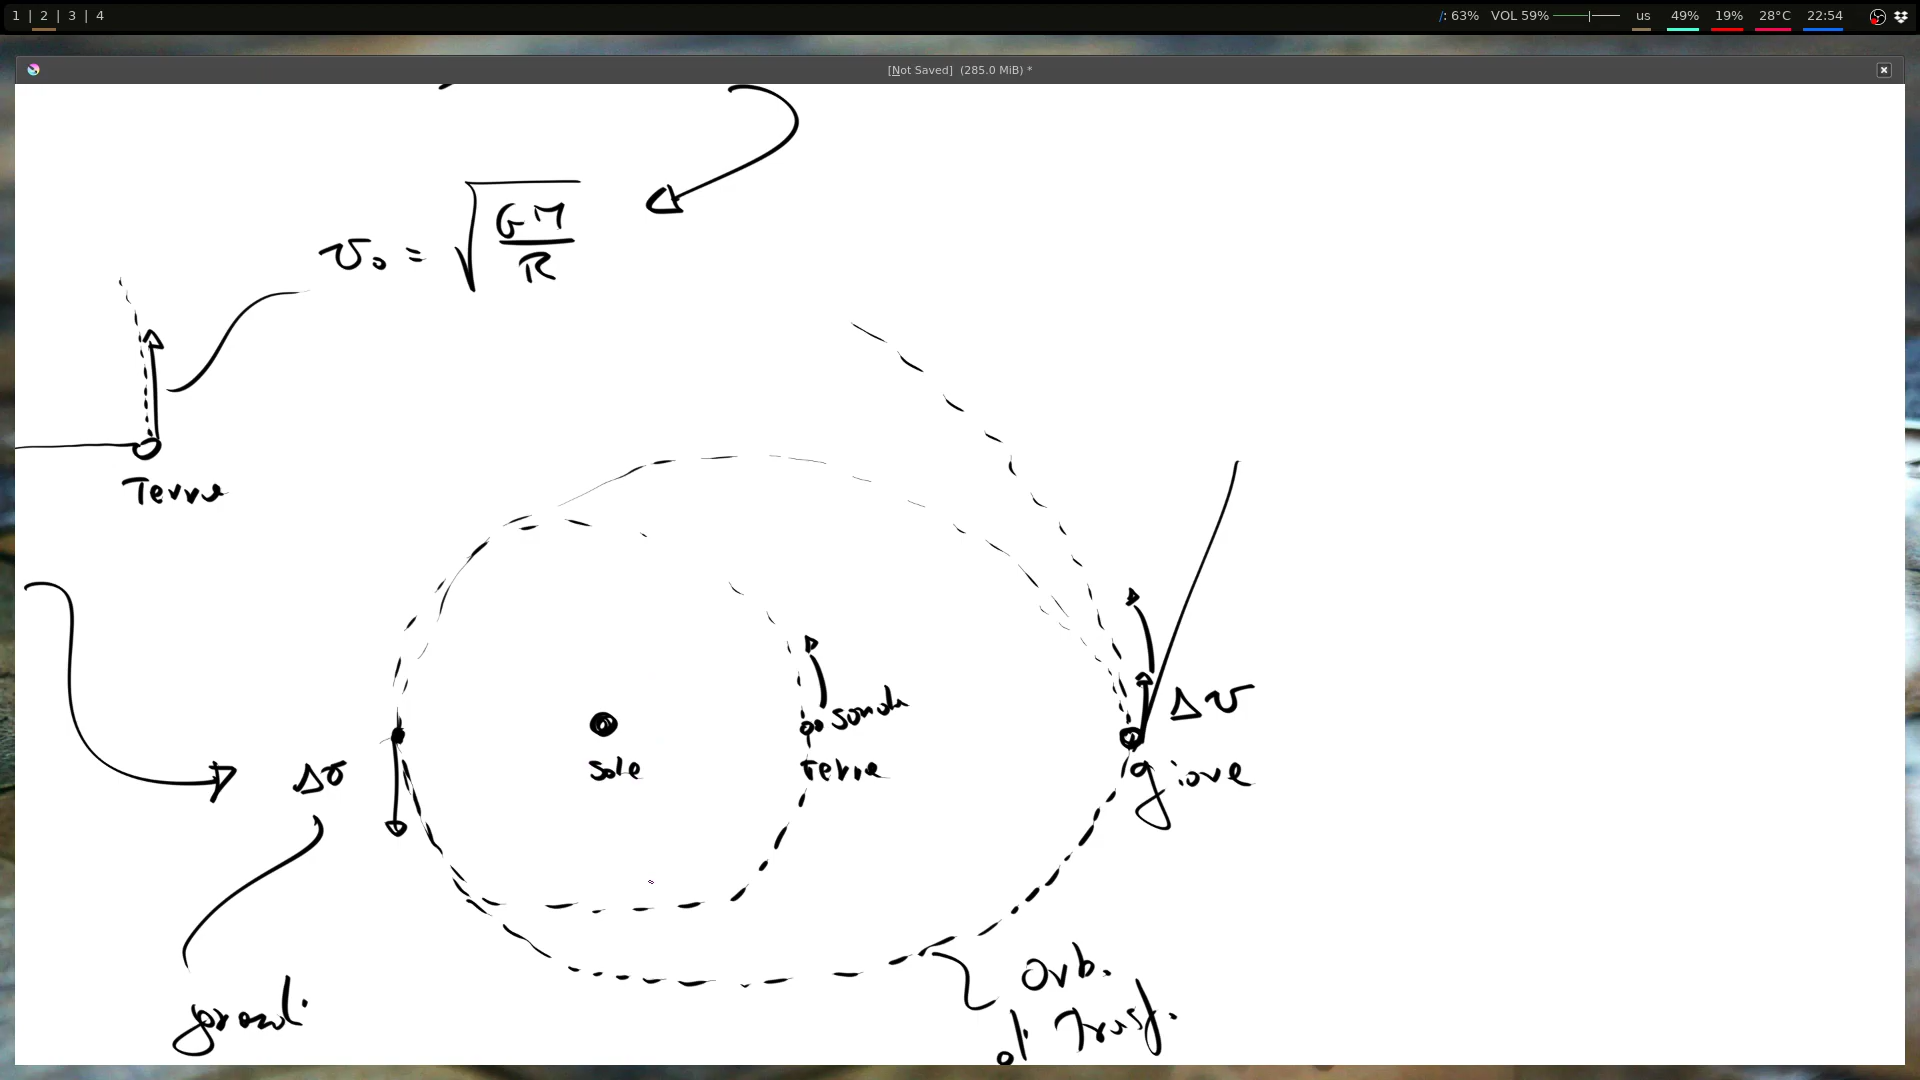 1 | 2 | 3 | 4
/: 63% VOL 59% us 49% 19% 28°C 22:54
[Not Saved] (285.0 MiB) *
v₀ = √(GM/R)
Terra
sonda
Δv
Sole
Terra
giove
Δv
grandi
Orb.
di Trasf.